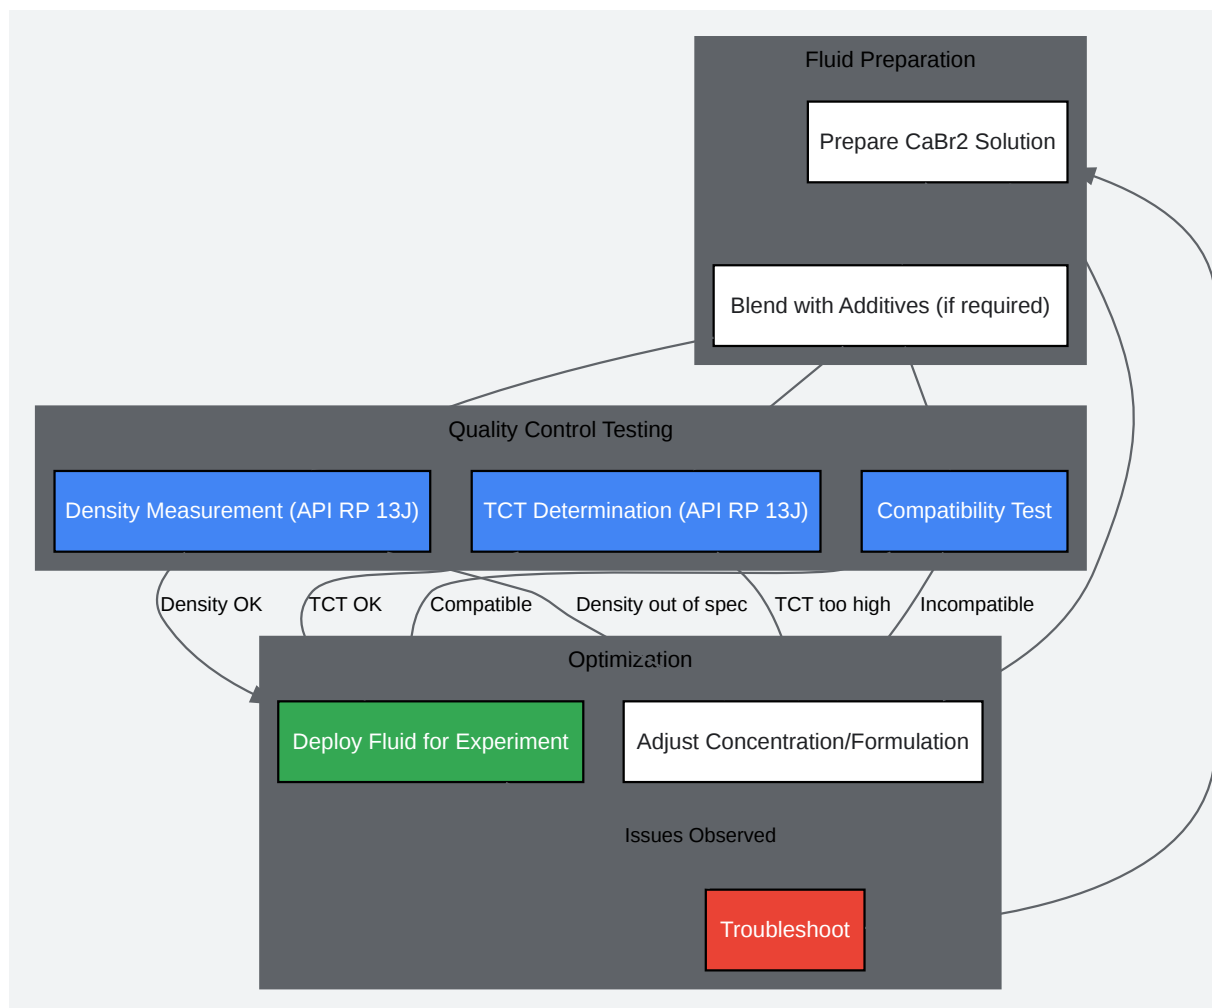 Fluid Preparation
Prepare CaBr2 Solution
Blend with Additives (if required)
Quality Control Testing
Density Measurement (API RP 13J)
TCT Determination (API RP 13J)
Compatibility Test
Density OK
TCT OK
Compatible
Density out of spec
TCT too high
Incompatible
Optimization
Deploy Fluid for Experiment
Adjust Concentration/Formulation
Issues Observed
Troubleshoot